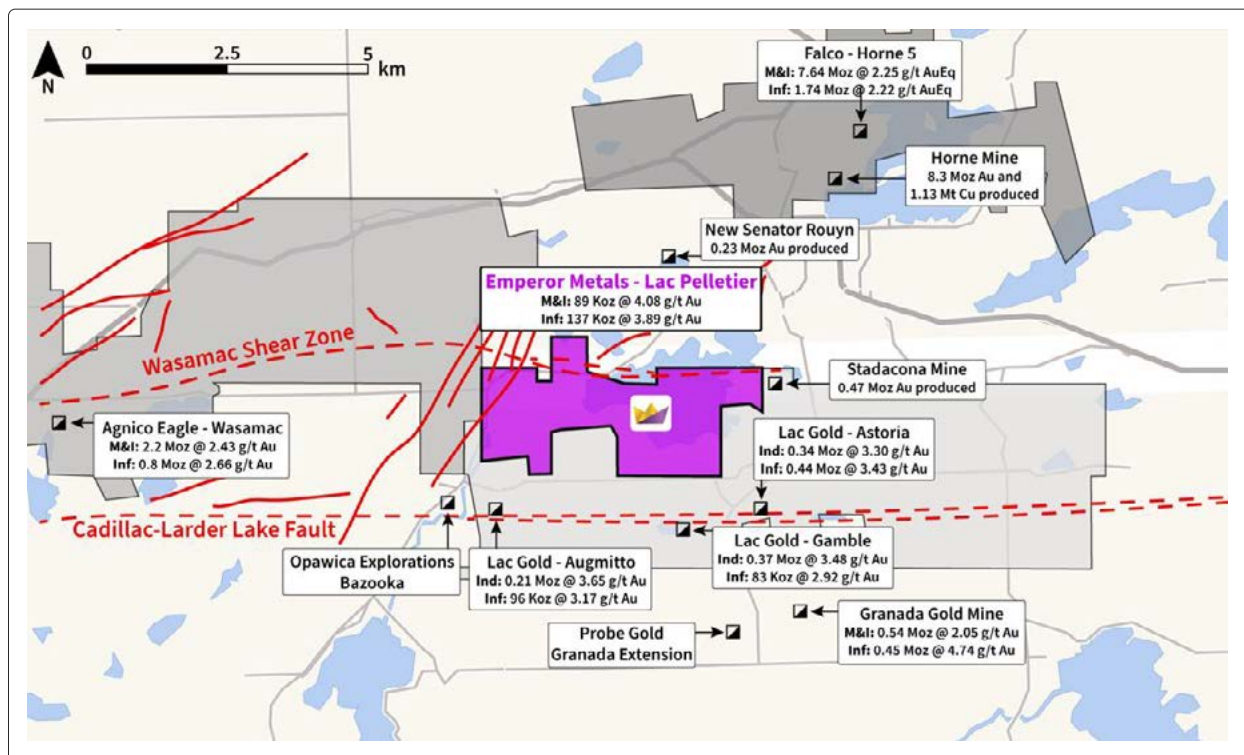 0 2.5 5
km
N
Falco - Horne 5
M&I: 7.64 Moz @ 2.25 g/t AuEq
Inf: 1.74 Moz @ 2.22 g/t AuEq
Horne Mine
8.3 Moz Au and
1.13 Mt Cu produced
New Senator Rouyn
0.23 Moz Au produced
Emperor Metals - Lac Pelletier
M&I: 89 Koz @ 4.08 g/t Au
Inf: 137 Koz @ 3.89 g/t Au
Wasamac Shear Zone
Stadacona Mine
0.47 Moz Au produced
Agnico Eagle - Wasamac
M&I: 2.2 Moz @ 2.43 g/t Au
Inf: 0.8 Moz @ 2.66 g/t Au
Lac Gold - Astoria
Ind: 0.34 Moz @ 3.30 g/t Au
Inf: 0.44 Moz @ 3.43 g/t Au
Cadillac-Larder Lake Fault
Opawica Explorations
Bazooka
Lac Gold - Augmitto
Ind: 0.21 Moz @ 3.65 g/t Au
Inf: 96 Koz @ 3.17 g/t Au
Lac Gold - Gamble
Ind: 0.37 Moz @ 3.48 g/t Au
Inf: 83 Koz @ 2.92 g/t Au
Probe Gold
Granada Extension
Granada Gold Mine
M&I: 0.54 Moz @ 2.05 g/t Au
Inf: 0.45 Moz @ 4.74 g/t Au